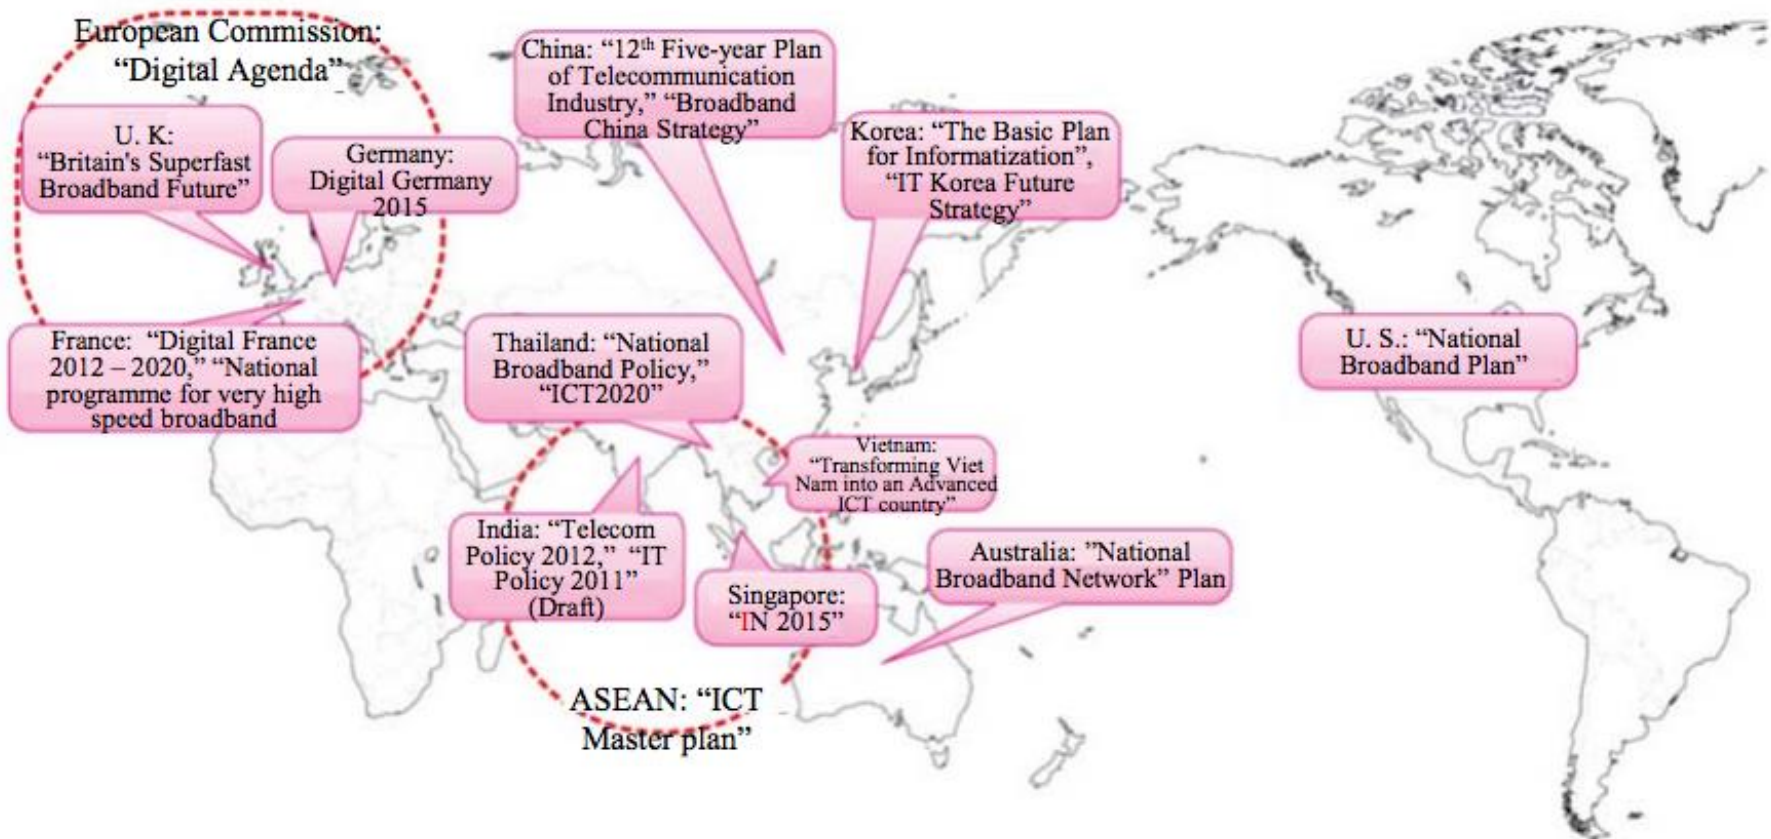 European Commission:
“Digital Agenda”
U. K:
“Britain's Superfast
Broadband Future”
Germany:
Digital Germany
2015
France: “Digital France
2012 – 2020,” “National
programme for very high
speed broadband
China: “12th Five-year Plan
of Telecommunication
Industry,” “Broadband
China Strategy”
Korea: “The Basic Plan
for Informatization”,
“IT Korea Future
Strategy”
Thailand: “National
Broadband Policy,”
“ICT2020”
Vietnam:
“Transforming Viet
Nam into an Advanced
ICT country”
India: “Telecom
Policy 2012,” “IT
Policy 2011”
(Draft)
Singapore:
“IN 2015”
Australia: ”National
Broadband Network” Plan
ASEAN: “ICT
Master plan”
U. S.: “National
Broadband Plan”